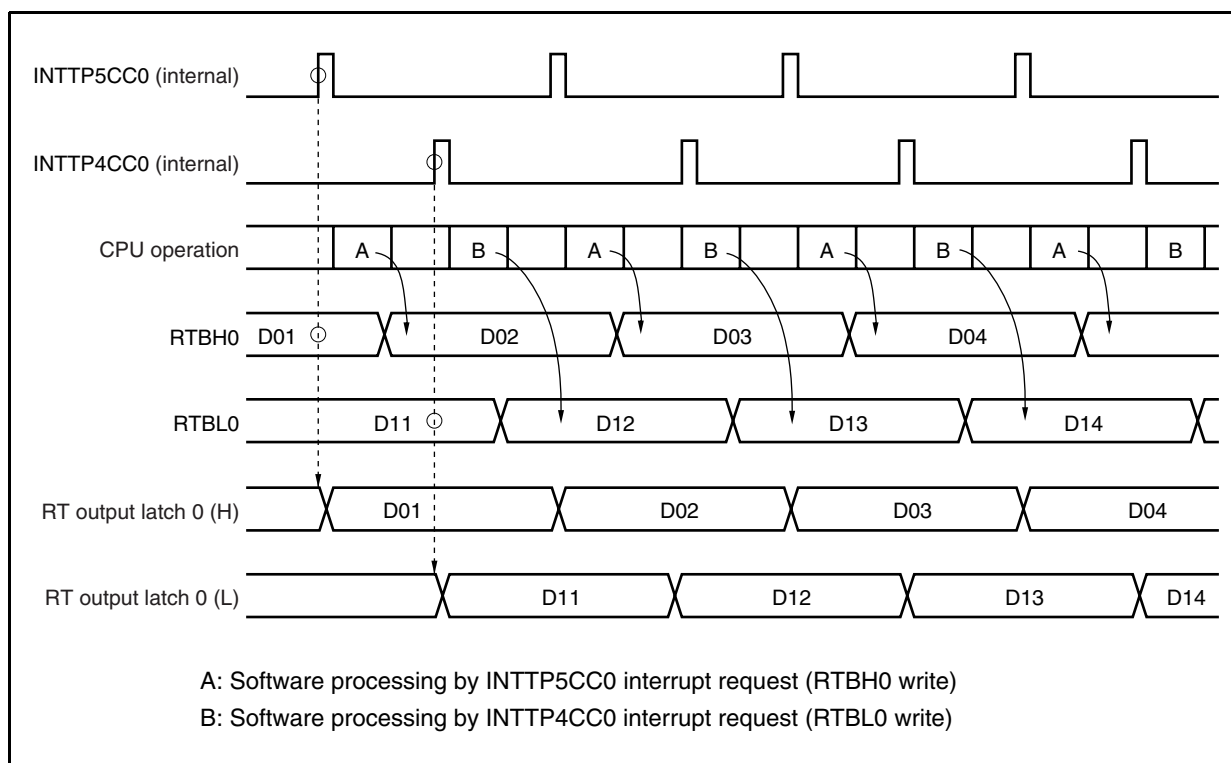 INTTP5CC0 (internal)
INTTP4CC0 (internal)
CPU operation A B A B A B A B
RTBH0 D01 D02 D03 D04
RTBL0 D11 D12 D13 D14
RT output latch 0 (H) D01 D02 D03 D04
RT output latch 0 (L) D11 D12 D13 D14
A: Software processing by INTTP5CC0 interrupt request (RTBH0 write)
B: Software processing by INTTP4CC0 interrupt request (RTBL0 write)